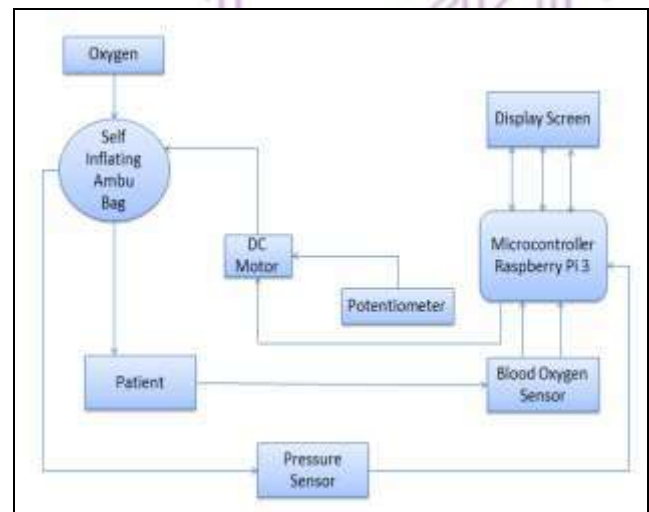 Oxygen
Self
Inflating
Ambu
Bag
Display Screen
DC
Motor
Microcontroller
Raspberry Pi 3
Potentiometer
Patient
Blood Oxygen
Sensor
Pressure
Sensor